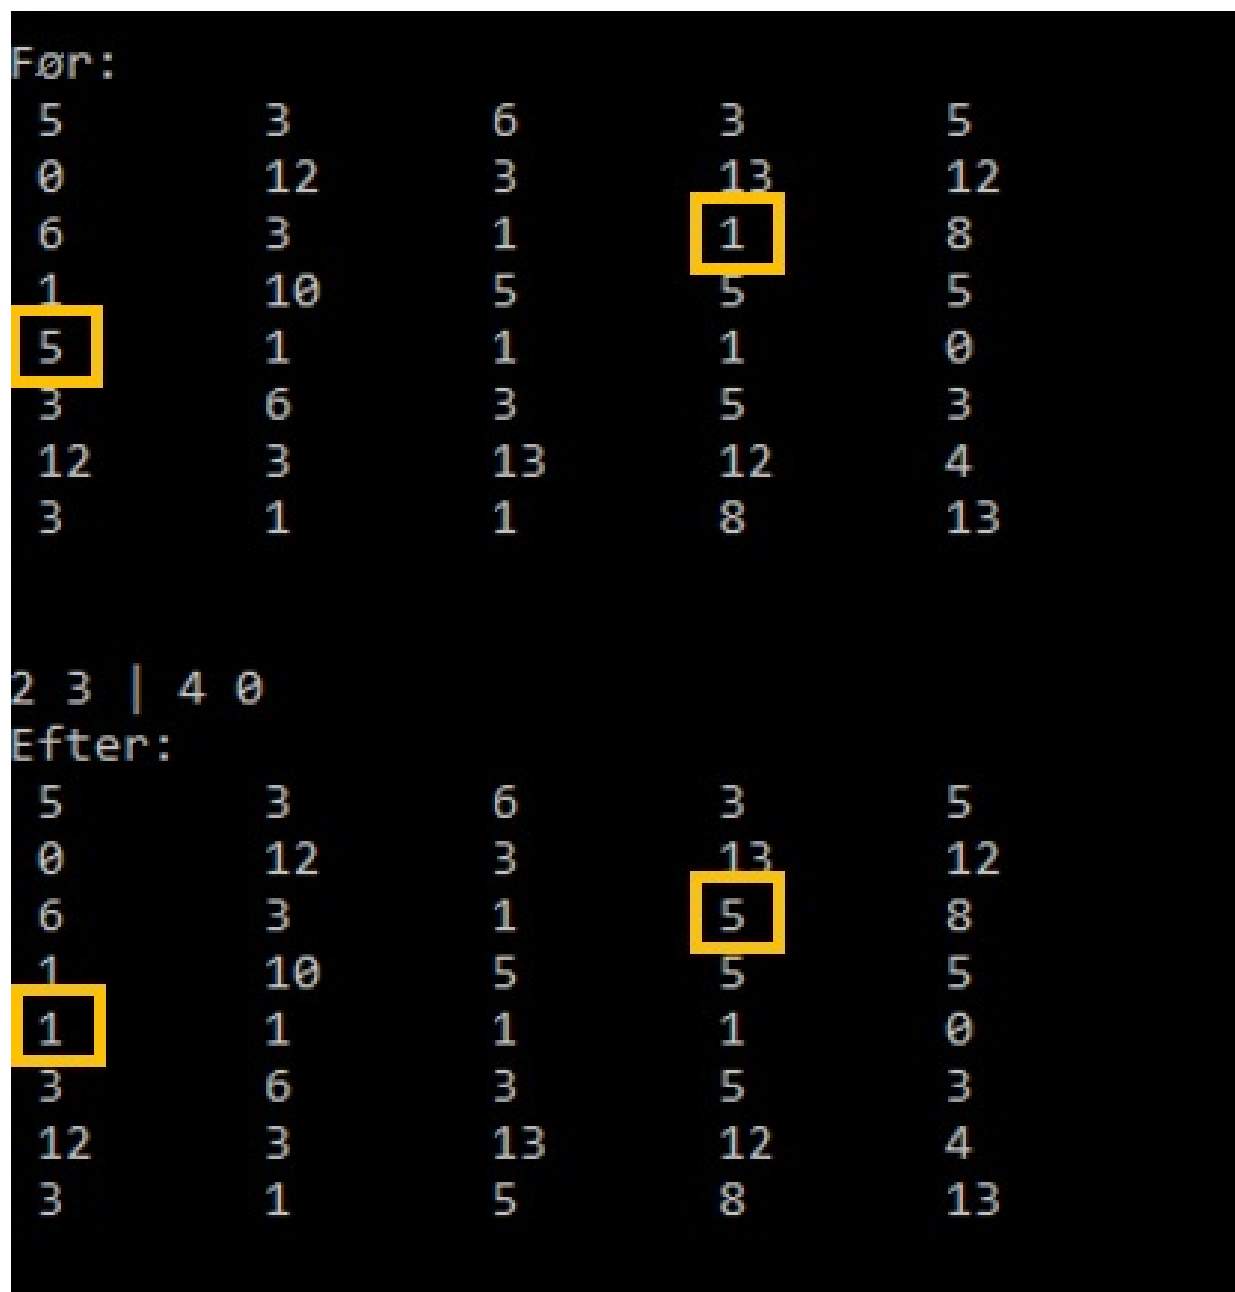 Før:
5 3 6 3 5
0 12 3 13 12
6 3 1 1 8
1 10 5 5 5
5 1 1 1 0
3 6 3 5 3
12 3 13 12 4
3 1 1 8 13
2 3 | 4 0
Efter:
5 3 6 3 5
0 12 3 13 12
6 3 1 5 8
1 10 5 5 5
1 1 1 1 0
3 6 3 5 3
12 3 13 12 4
3 1 5 8 13